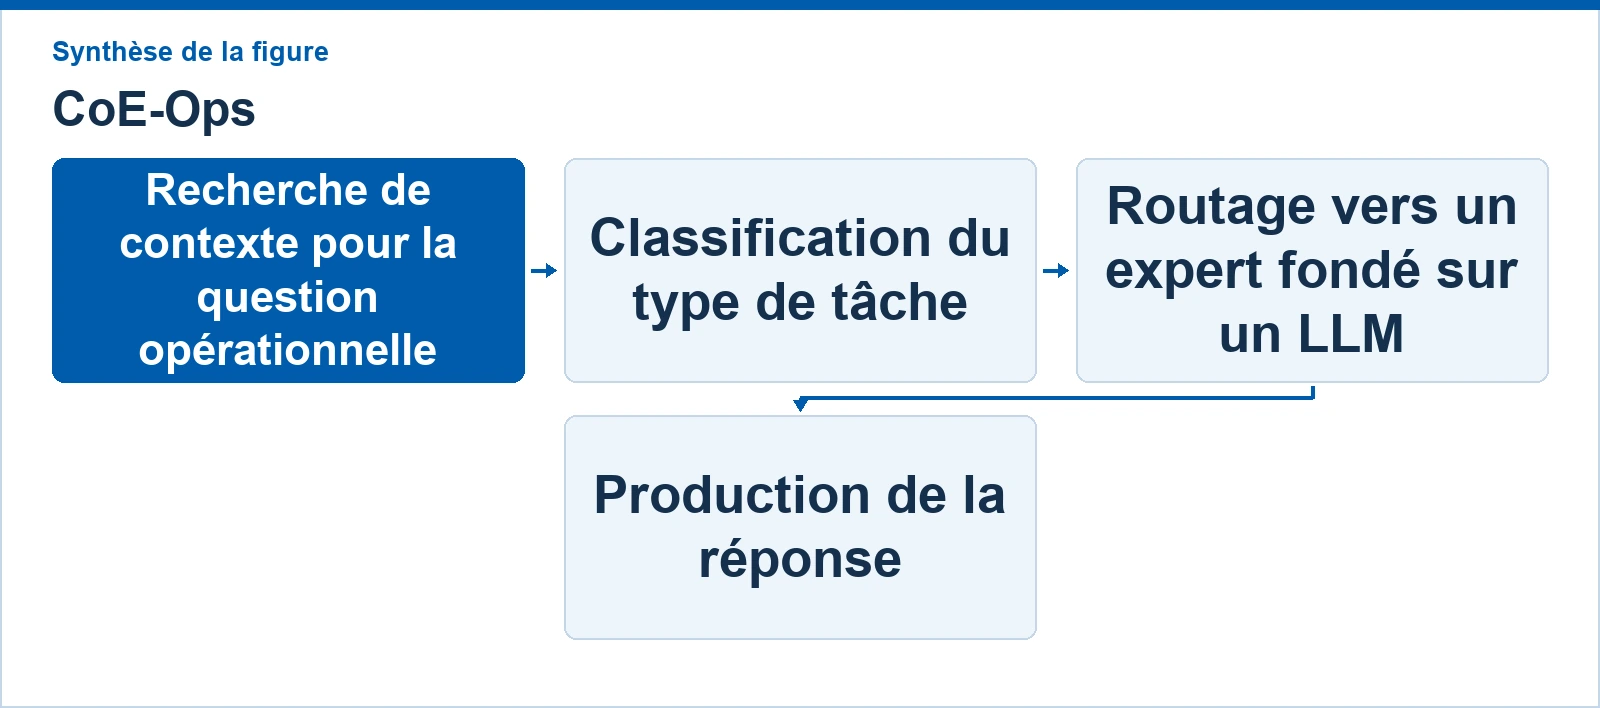 Synthèse de la figure
CoE-Ops
Recherche de
contexte pour la
question
opérationnelle
Classification du
type de tâche
Routage vers un
expert fondé sur
un LLM
Production de la
réponse